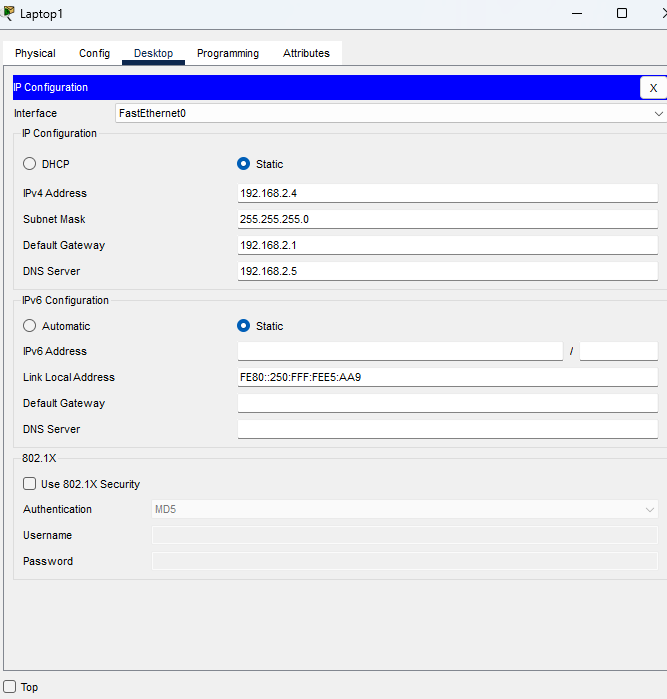 Laptop1
Physical Config Desktop Programming Attributes
IP Configuration X
Interface FastEthernet0
IP Configuration
DHCP Static
IPv4 Address 192.168.2.4
Subnet Mask 255.255.255.0
Default Gateway 192.168.2.1
DNS Server 192.168.2.5
IPv6 Configuration
Automatic Static
IPv6 Address /
Link Local Address FE80::250:FFF:FEE5:AA9
Default Gateway
DNS Server
802.1X
Use 802.1X Security
Authentication MD5
Username
Password
Top